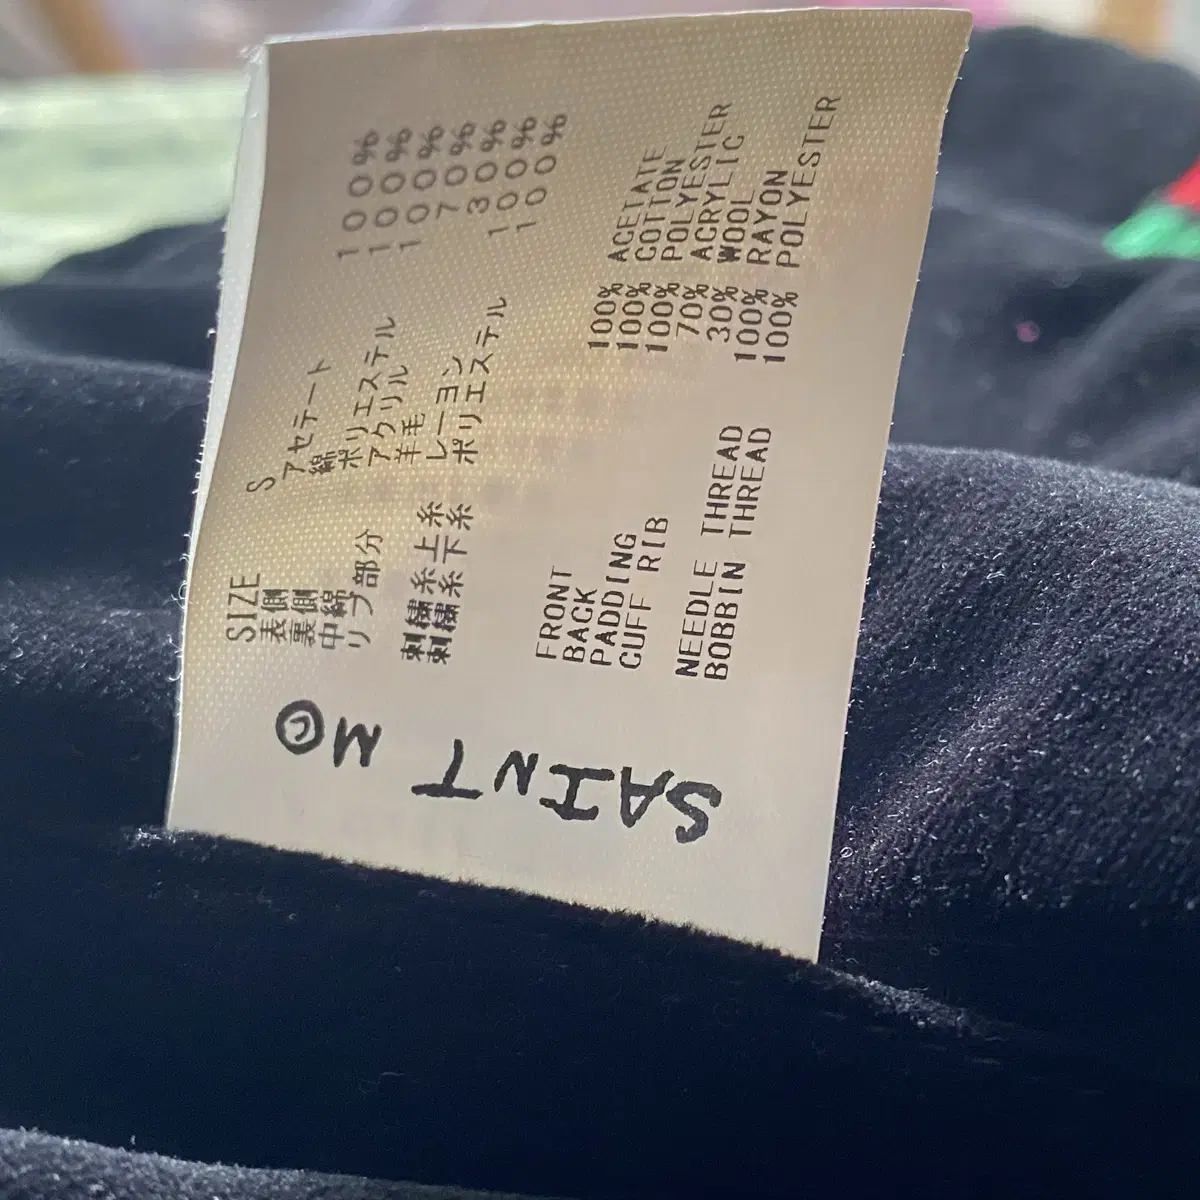 SAINT M©
SIZE S
表側 アセテート 100%
裏側 綿 100%
中綿 ポリエステル 100%
リブ部分 アクリル 70%
羊毛 30%
刺繍糸上糸 レーヨン 100%
刺繍糸下糸 ポリエステル 100%
FRONT 100% ACETATE
BACK 100% COTTON
PADDING 100% POLYESTER
CUFF RIB 70% ACRYLIC
30% WOOL
NEEDLE THREAD 100% RAYON
BOBBIN THREAD 100% POLYESTER